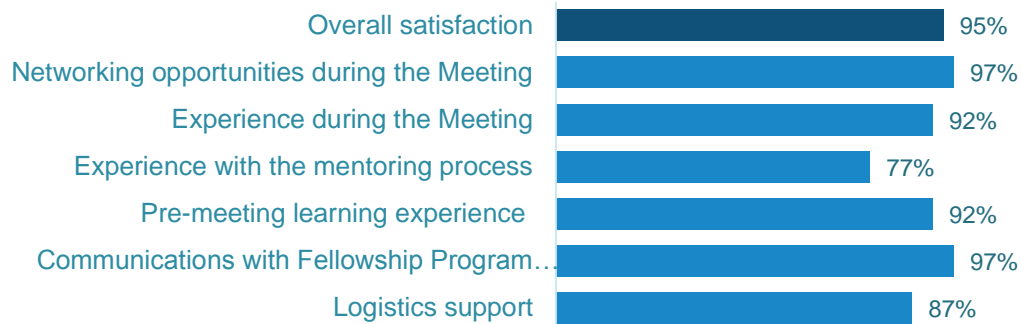 Overall satisfaction 95%
Networking opportunities during the Meeting 97%
Experience during the Meeting 92%
Experience with the mentoring process 77%
Pre-meeting learning experience 92%
Communications with Fellowship Program… 97%
Logistics support 87%